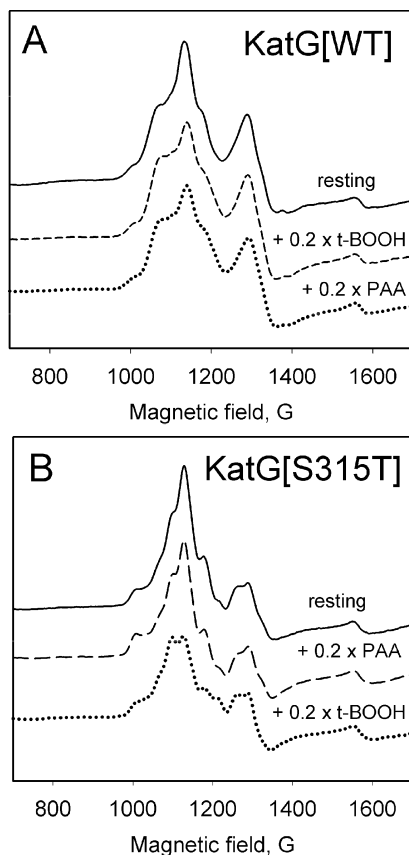 A KatG[WT]
resting
+ 0.2 x t-BOOH
+ 0.2 x PAA
800 1000 1200 1400 1600
Magnetic field, G
B KatG[S315T]
resting
+ 0.2 x PAA
+ 0.2 x t-BOOH
800 1000 1200 1400 1600
Magnetic field, G